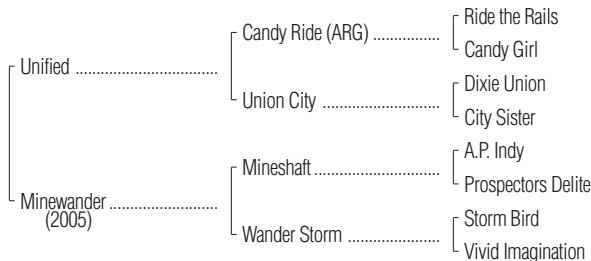 Ride the Rails
Candy Ride (ARG) ................
Candy Girl
Unified ..................................
Dixie Union
Union City ............................
City Sister
A.P. Indy
Mineshaft ..............................
Prospectors Delite
Minewander ..........................
(2005)
Storm Bird
Wander Storm ......................
Vivid Imagination